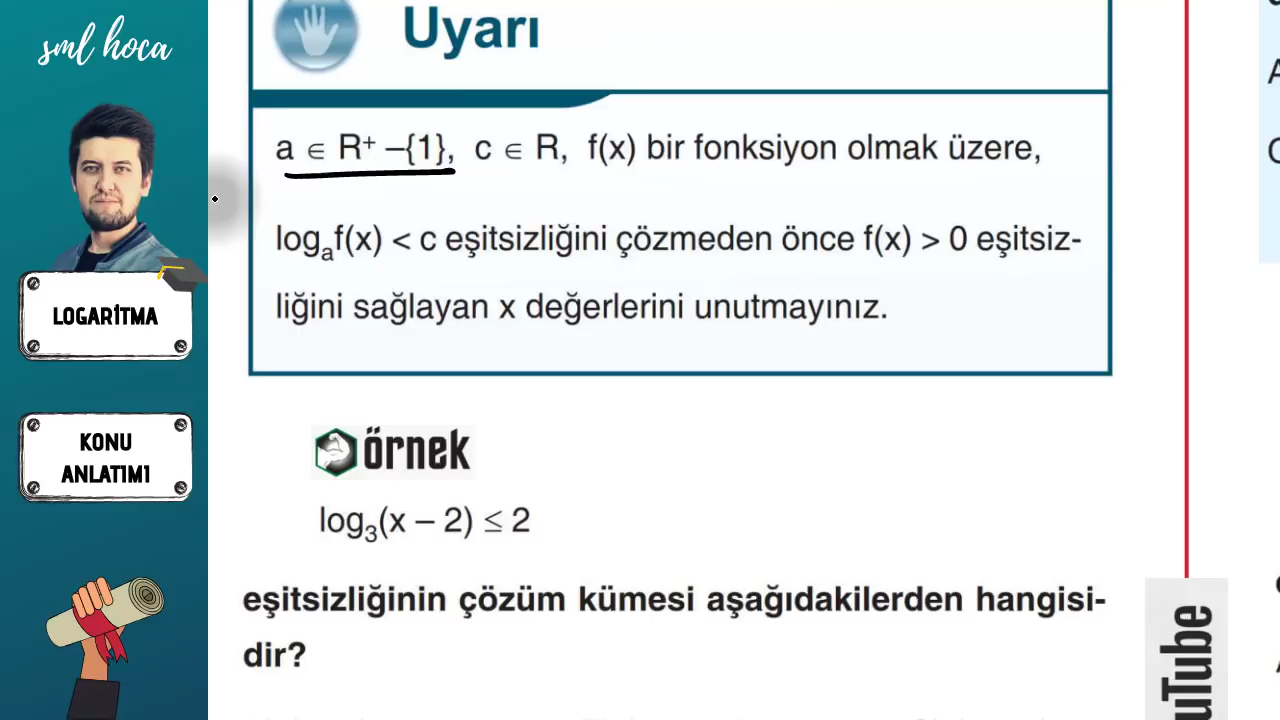 sml hoca
LOGARİTMA
KONU
ANLATIMI
Uyarı
a ∈ R⁺ –{1}, c ∈ R, f(x) bir fonksiyon olmak üzere,
logₐf(x) < c eşitsizliğini çözmeden önce f(x) > 0 eşitsiz-
liğini sağlayan x değerlerini unutmayınız.
örnek
log₃(x – 2) ≤ 2
eşitsizliğinin çözüm kümesi aşağıdakilerden hangisi-
dir?
uTube